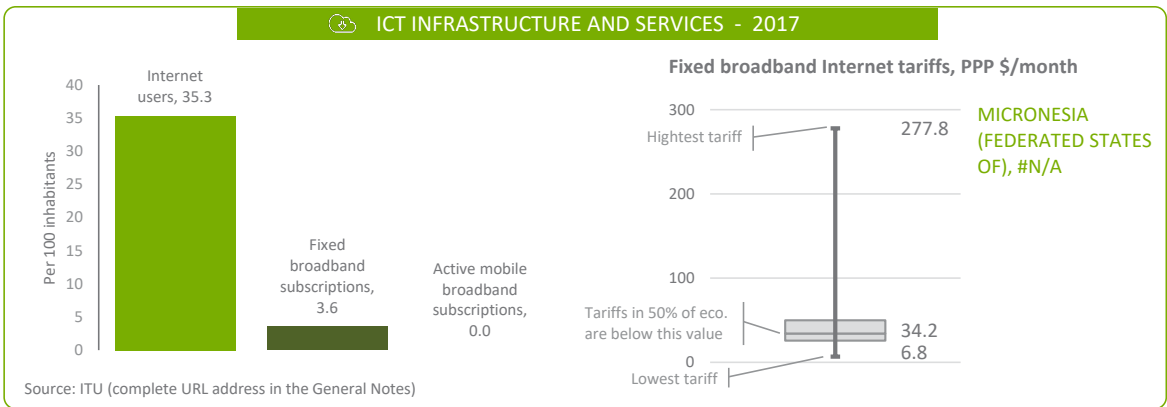 ICT INFRASTRUCTURE AND SERVICES - 2017
Per 100 inhabitants
40
35
30
25
20
15
10
5
0
Internet
users, 35.3
Fixed
broadband
subscriptions,
3.6
Active mobile
broadband
subscriptions,
0.0
Source: ITU (complete URL address in the General Notes)
Fixed broadband Internet tariffs, PPP $/month
300
200
100
0
Highest tariff
277.8
Tariffs in 50% of eco.
are below this value
34.2
6.8
Lowest tariff
MICRONESIA
(FEDERATED STATES
OF), #N/A